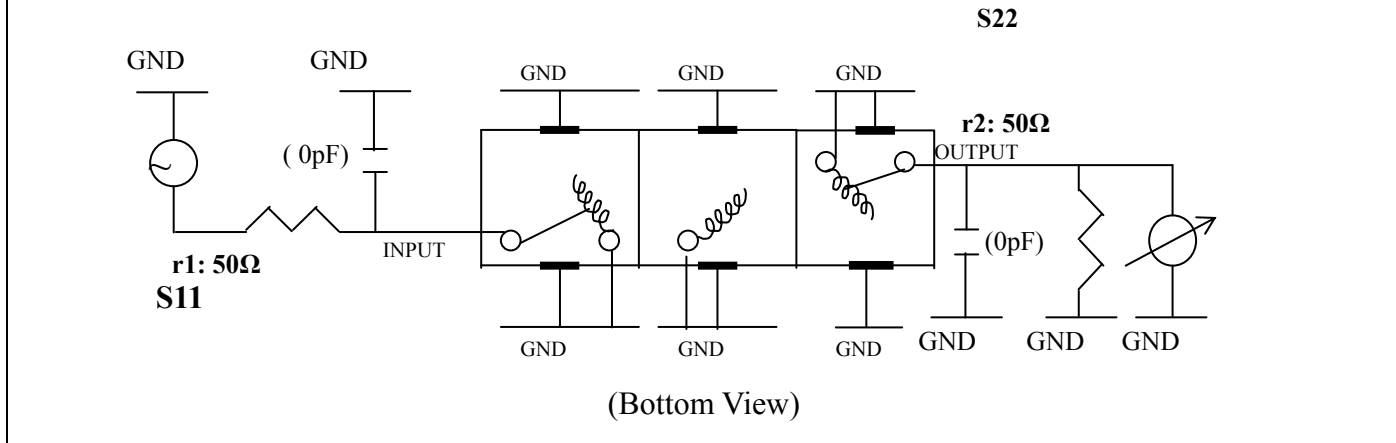 S22
GND
GND
GND
GND
GND
r2: 50Ω
( 0pF)
OUTPUT
INPUT
(0pF)
r1: 50Ω
S11
GND
GND
GND
GND
GND
GND
(Bottom View)